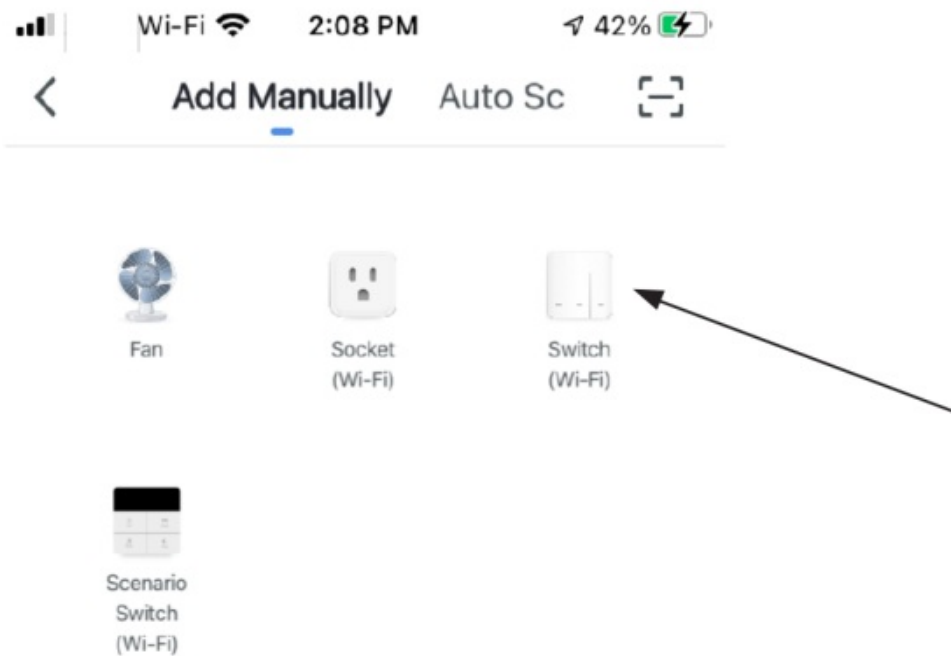 Wi-Fi 2:08 PM 42%
Add Manually Auto Sc
Fan Socket Switch
(Wi-Fi) (Wi-Fi)
Scenario
Switch
(Wi-Fi)